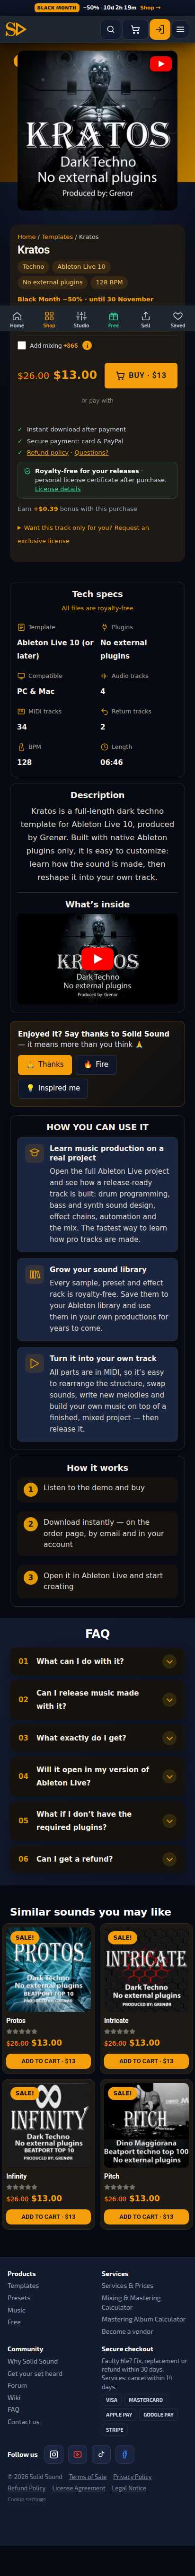 BLACK MONTH −50% · 10d 2h 19m Shop →
KRATOS
Dark Techno
No external plugins
Produced by: Grenor
Home / Templates / Kratos
Kratos
Techno Ableton Live 10
No external plugins 128 BPM
Black Month −50% · until 30 November
Home Shop Studio Free Sell Saved
Add mixing +$65
$26.00 $13.00 BUY · $13
or pay with
✓ Instant download after payment
✓ Secure payment: card & PayPal
✓ Refund policy · Questions?
Royalty-free for your releases ·
personal license certificate after purchase.
License details
Earn +$0.39 bonus with this purchase
▸ Want this track only for you? Request an
exclusive license
Tech specs
All files are royalty-free
Template Plugins
Ableton Live 10 (or
later)
No external
plugins
Compatible Audio tracks
PC & Mac 4
MIDI tracks Return tracks
34 2
BPM Length
128 06:46
Description
Kratos is a full-length dark techno
template for Ableton Live 10, produced
by Grenar. Built with native Ableton
plugins only, it is easy to customize:
learn how the sound is made, then
reshape it into your own track.
What’s inside
KRATOS
Dark Techno
No external plugins
Produced by: Grenor
Enjoyed it? Say thanks to Solid Sound
— it means more than you think 🙏
🙌 Thanks 🔥 Fire
💡 Inspired me
HOW YOU CAN USE IT
Learn music production on a
real project
Open the full Ableton Live project
and see how a release-ready
track is built: drum programming,
bass and synth sound design,
effect chains, automation and
the mix. The fastest way to learn
how pro tracks are made.
Grow your sound library
Every sample, preset and effect
rack is royalty-free. Save them to
your Ableton library and use
them in your own productions for
years to come.
Turn it into your own track
All parts are in MIDI, so it’s easy
to rearrange the structure, swap
sounds, write new melodies and
build your own music on top of a
finished, mixed project — then
release it.
How it works
1 Listen to the demo and buy
2 Download instantly — on the
order page, by email and in your
account
3 Open it in Ableton Live and start
creating
FAQ
01 What can I do with it?
02 Can I release music made
with it?
03 What exactly do I get?
04 Will it open in my version of
Ableton Live?
05 What if I don’t have the
required plugins?
06 Can I get a refund?
Similar sounds you may like
SALE!
PROTOS
Dark Techno
No external plugins
BEATPORT TOP 10
PRODUCED BY: GRENØR
Protos
$26.00 $13.00
ADD TO CART · $13
SALE!
INTRICATE
Dark Techno
No external plugins
PRODUCED BY: GRENØR
Intricate
$26.00 $13.00
ADD TO CART · $13
SALE!
INFINITY
Dark Techno
No external plugins
BEATPORT TOP 10
PRODUCED BY: GRENØR
Infinity
$26.00 $13.00
ADD TO CART · $13
SALE!
PITCH
Dino Maggiorana
Beatport techno top 100
No external plugins
Pitch
$26.00 $13.00
ADD TO CART · $13
Products
Templates
Presets
Music
Free
Services
Services & Prices
Mixing & Mastering
Calculator
Mastering Album Calculator
Become a vendor
Community
Why Solid Sound
Get your set heard
Forum
Wiki
FAQ
Contact us
Secure checkout
Faulty file? Fix, replacement or
refund within 30 days.
Services: cancel within 14
days.
VISA MASTERCARD
APPLE PAY GOOGLE PAY
STRIPE
Follow us
© 2026 Solid Sound Terms of Sale Privacy Policy
Refund Policy License Agreement Legal Notice
Cookie settings